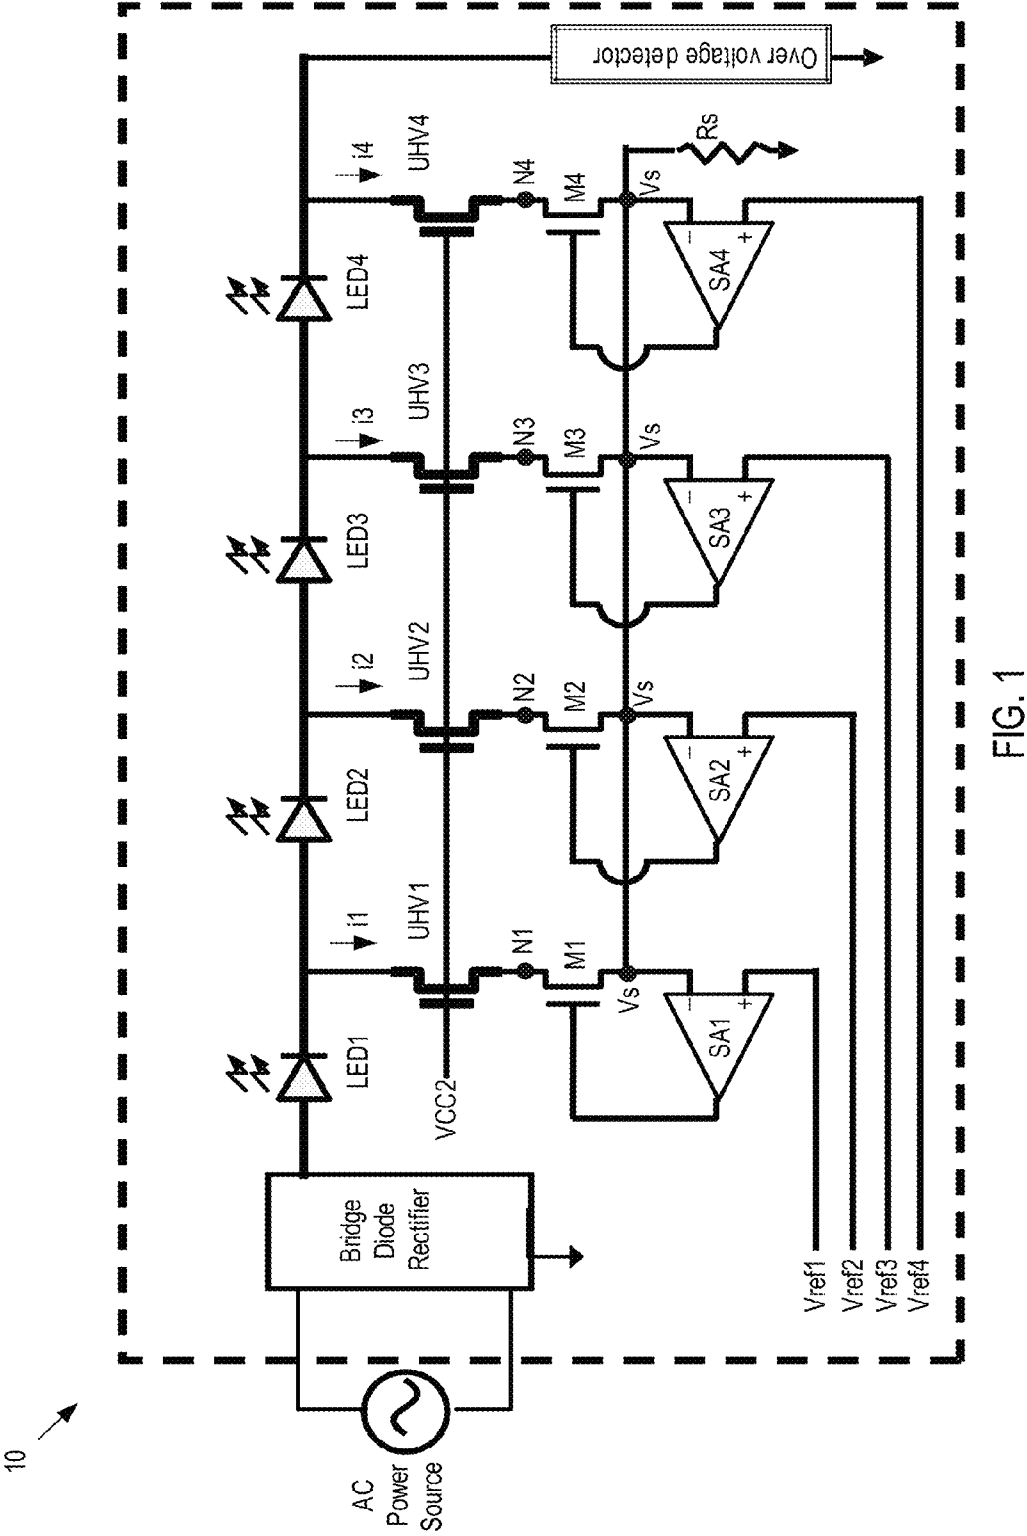 10
AC
Power
Source
Bridge
Diode
Rectifier
LED1
LED2
LED3
LED4
i1
i2
i3
i4
UHV1
UHV2
UHV3
UHV4
VCC2
N1
N2
N3
N4
M1
M2
M3
M4
Vs
Vs
Vs
Vs
Rs
Over voltage detector
SA1
- +
SA2
- +
SA3
- +
SA4
- +
Vref1
Vref2
Vref3
Vref4
FIG. 1